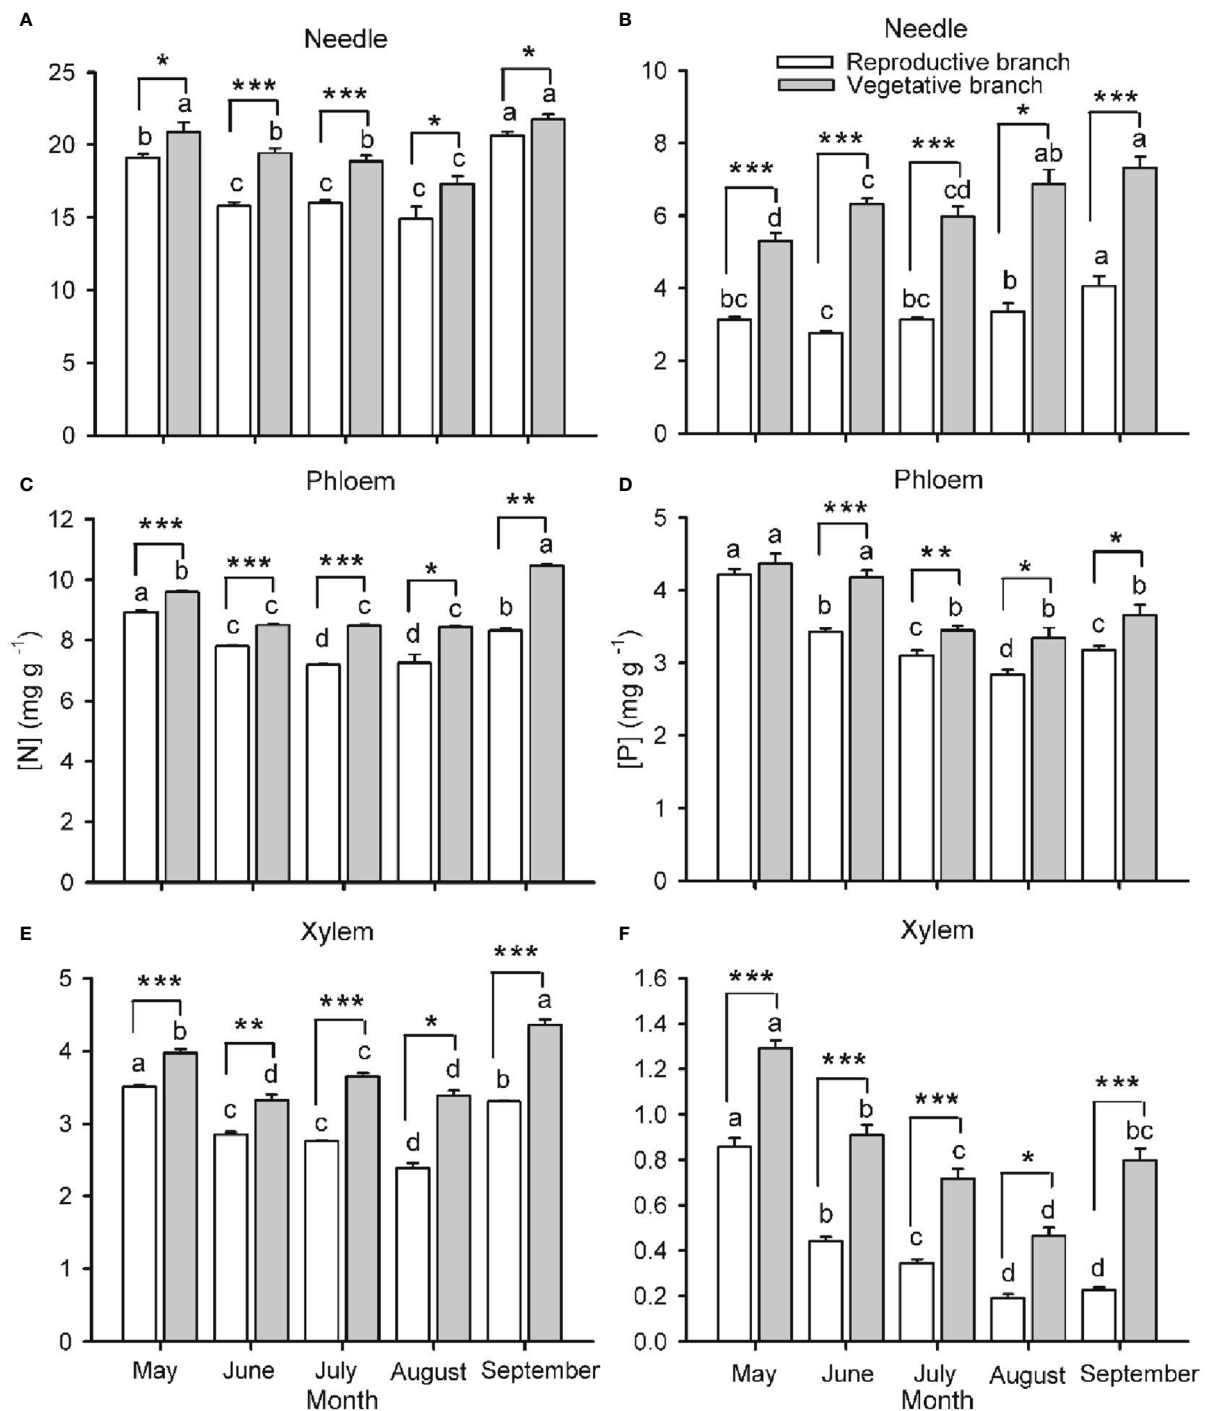 A
Needle
25
20
15
10
5
0
*
***
***
*
*
b a
c b
c b
c c
a a
B
Needle
Reproductive branch
Vegetative branch
10
8
6
4
2
0
***
***
***
*
***
bc d
c c
bc cd
b ab
a a
C
Phloem
12
10
8
6
4
2
0
[N] (mg g -1)
***
***
***
*
**
a b
c c
d c
d c
b a
D
Phloem
5
4
3
2
1
0
[P] (mg g -1)
***
**
*
*
a a
b a
c b
d b
c b
E
Xylem
5
4
3
2
1
0
***
**
***
*
***
a b
c d
c c
d d
b a
May June July August September
Month
F
Xylem
1.6
1.4
1.2
1.0
0.8
0.6
0.4
0.2
0.0
***
***
***
*
***
a a
b b
c c
d d
d bc
May June July August September
Month